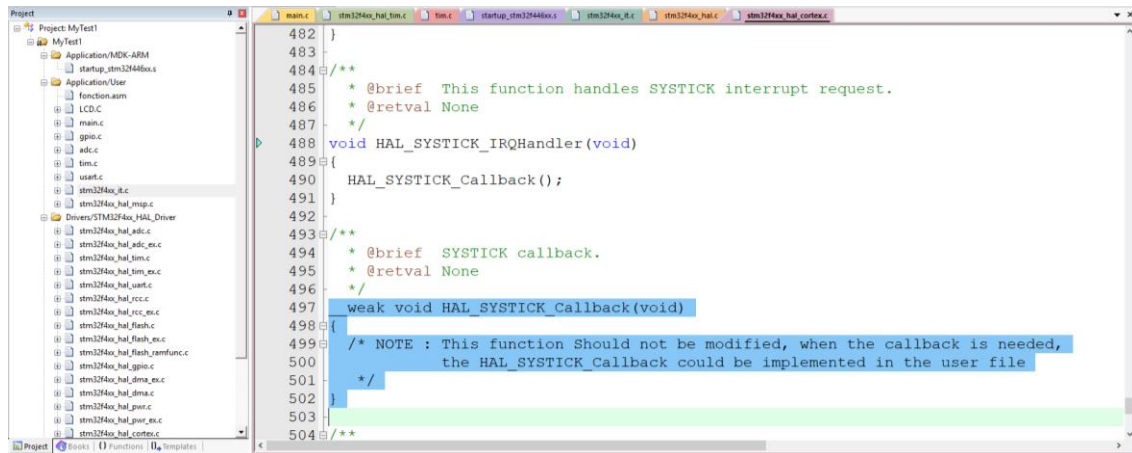 Project
Project: MyTest1
MyTest1
Application/MDK-ARM
startup_stm32f446xx.s
Application/User
fonction.asm
LCD.C
main.c
gpio.c
adc.c
tim.c
usart.c
stm32f4xx_it.c
stm32f4xx_hal_msp.c
Drivers/STM32F4xx_HAL_Driver
stm32f4xx_hal_adc.c
stm32f4xx_hal_adc_ex.c
stm32f4xx_hal_tim.c
stm32f4xx_hal_tim_ex.c
stm32f4xx_hal_uart.c
stm32f4xx_hal_rcc.c
stm32f4xx_hal_rcc_ex.c
stm32f4xx_hal_flash.c
stm32f4xx_hal_flash_ex.c
stm32f4xx_hal_flash_ramfunc.c
stm32f4xx_hal_gpio.c
stm32f4xx_hal_dma_ex.c
stm32f4xx_hal_dma.c
stm32f4xx_hal_pwr.c
stm32f4xx_hal_pwr_ex.c
stm32f4xx_hal_cortex.c
Project Books {} Functions Templates
main.c stm32f4xx_hal_tim.c tim.c startup_stm32f446xx.s stm32f4xx_it.c stm32f4xx_hal.c stm32f4xx_hal_cortex.c
482 }
483
484 /**
485 * @brief This function handles SYSTICK interrupt request.
486 * @retval None
487 */
488 void HAL_SYSTICK_IRQHandler(void)
489 {
490 HAL_SYSTICK_Callback();
491 }
492
493 /**
494 * @brief SYSTICK callback.
495 * @retval None
496 */
497 __weak void HAL_SYSTICK_Callback(void)
498 {
499 /* NOTE : This function Should not be modified, when the callback is needed,
500 the HAL_SYSTICK_Callback could be implemented in the user file
501 */
502 }
503
504 /**